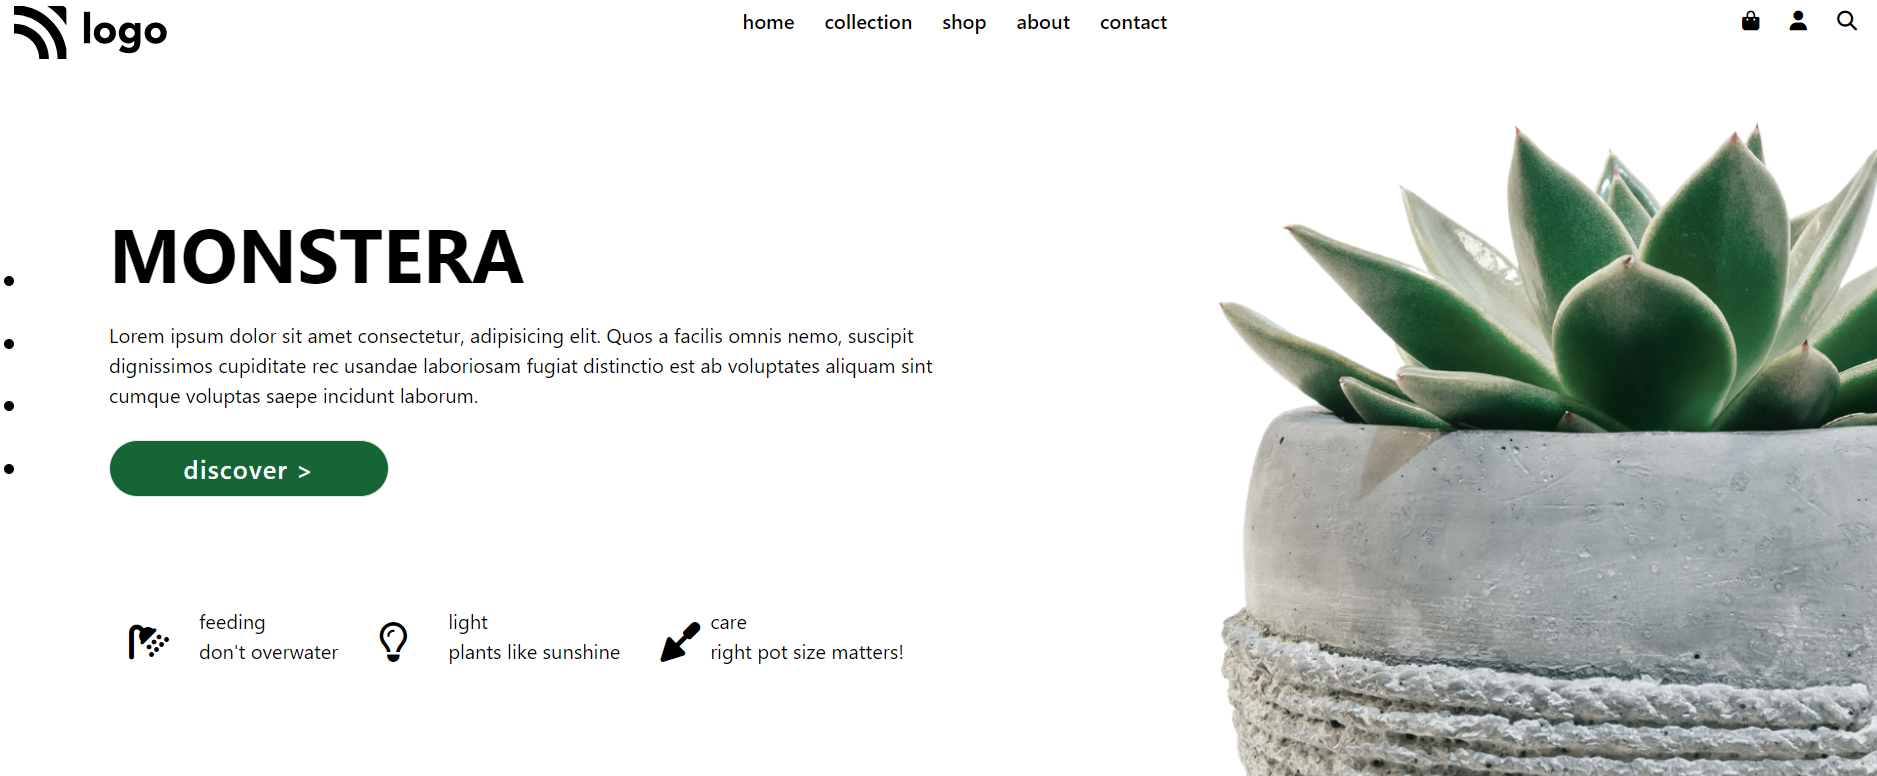 logo
home collection shop about contact
MONSTERA
Lorem ipsum dolor sit amet consectetur, adipisicing elit. Quos a facilis omnis nemo, suscipit
dignissimos cupiditate rec usandae laboriosam fugiat distinctio est ab voluptates aliquam sint
cumque voluptas saepe incidunt laborum.
discover >
feeding
don't overwater
light
plants like sunshine
care
right pot size matters!